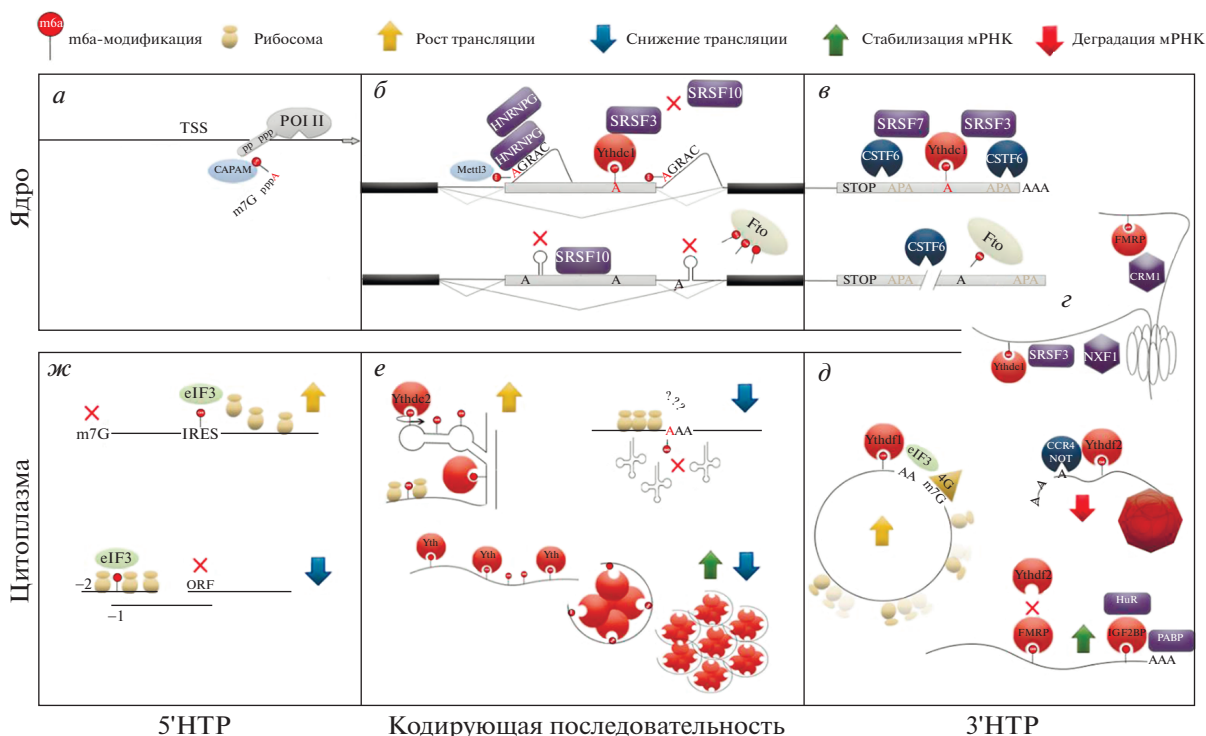 m6a
m6a-модификация
Рибосома
Рост трансляции
Снижение трансляции
Стабилизация мРНК
Деградация мРНК
Ядро
а
TSS
POI II
PP PPP
CAPAM
m7G pppA
б
HNRNPG
HNRNPG
SRSF3
SRSF10
Mettl3
AGRAC
Ythdc1
A
AGRAC
Fto
SRSF10
A
A
A
в
SRSF7
SRSF3
CSTF6
Ythdc1
CSTF6
STOP
APA
A
APA
AAA
CSTF6
Fto
STOP
APA
A
APA
г
FMRP
CRM1
Ythdc1
SRSF3
NXF1
Цитоплазма
ж
eIF3
m7G
IRES
eIF3
-2
ORF
-1
е
Ythdc2
???
AAA
Yth
Yth
Yth
д
Ythdf1
eIF3
4G
AA
m7G
CCR4
NOT
Ythdf2
A
A
A
Ythdf2
HuR
FMRP
IGF2BP
PABP
AAA
5'НТР
Кодирующая последовательность
3'НТР